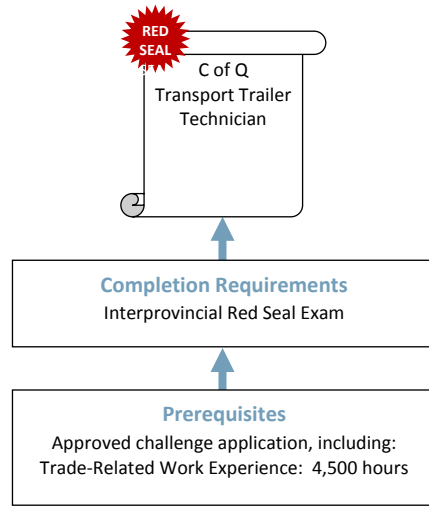 RED
SEAL
C of Q
Transport Trailer
Technician
Completion Requirements
Interprovincial Red Seal Exam
Prerequisites
Approved challenge application, including:
Trade-Related Work Experience:  4,500 hours